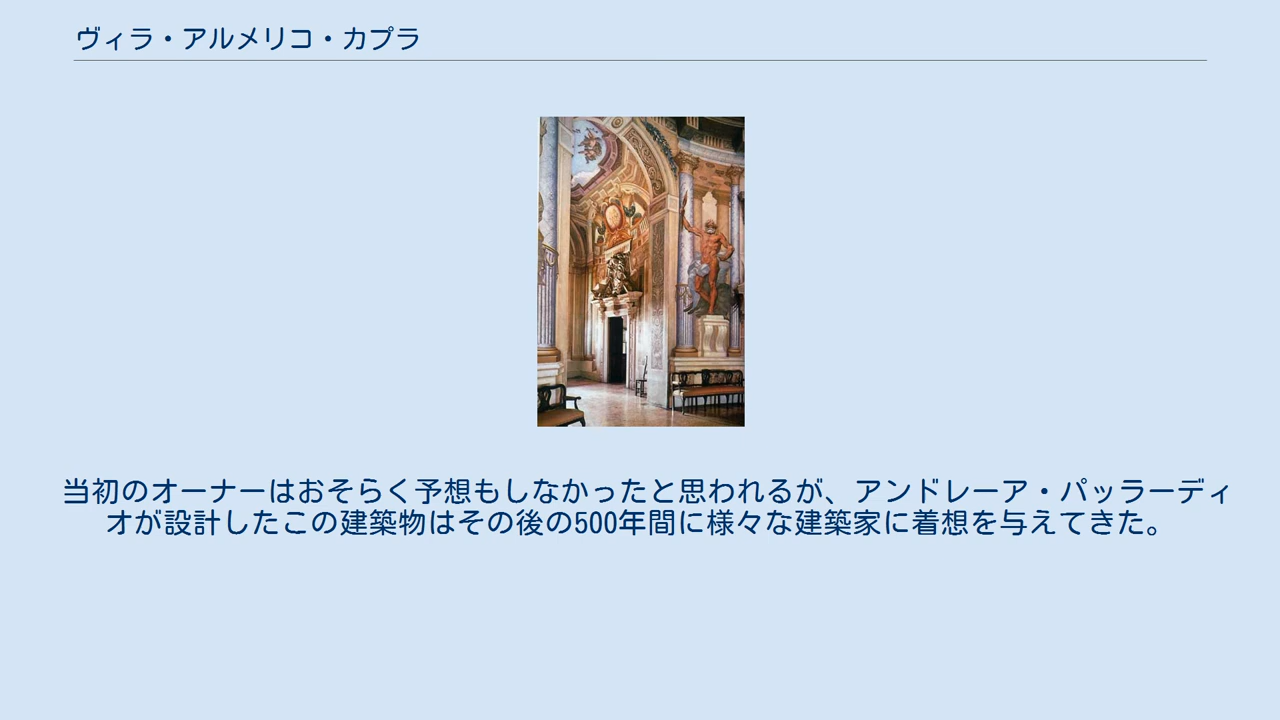 ヴィラ・アルメリコ・カプラ
当初のオーナーはおそらく予想もしなかったと思われるが、アンドレーア・パッラーディ
オが設計したこの建築物はその後の500年間に様々な建築家に着想を与えてきた。